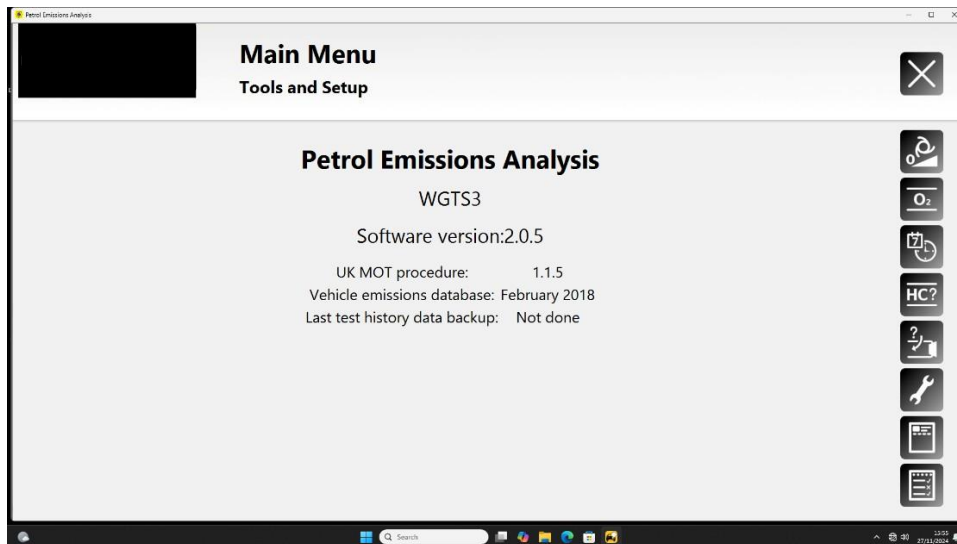 Petrol Emissions Analysis
Main Menu
Tools and Setup
Petrol Emissions Analysis
WGTS3
Software version:2.0.5
UK MOT procedure: 1.1.5
Vehicle emissions database: February 2018
Last test history data backup: Not done
0
O₂
7
HC?
?
Search
13:55
27/11/2024